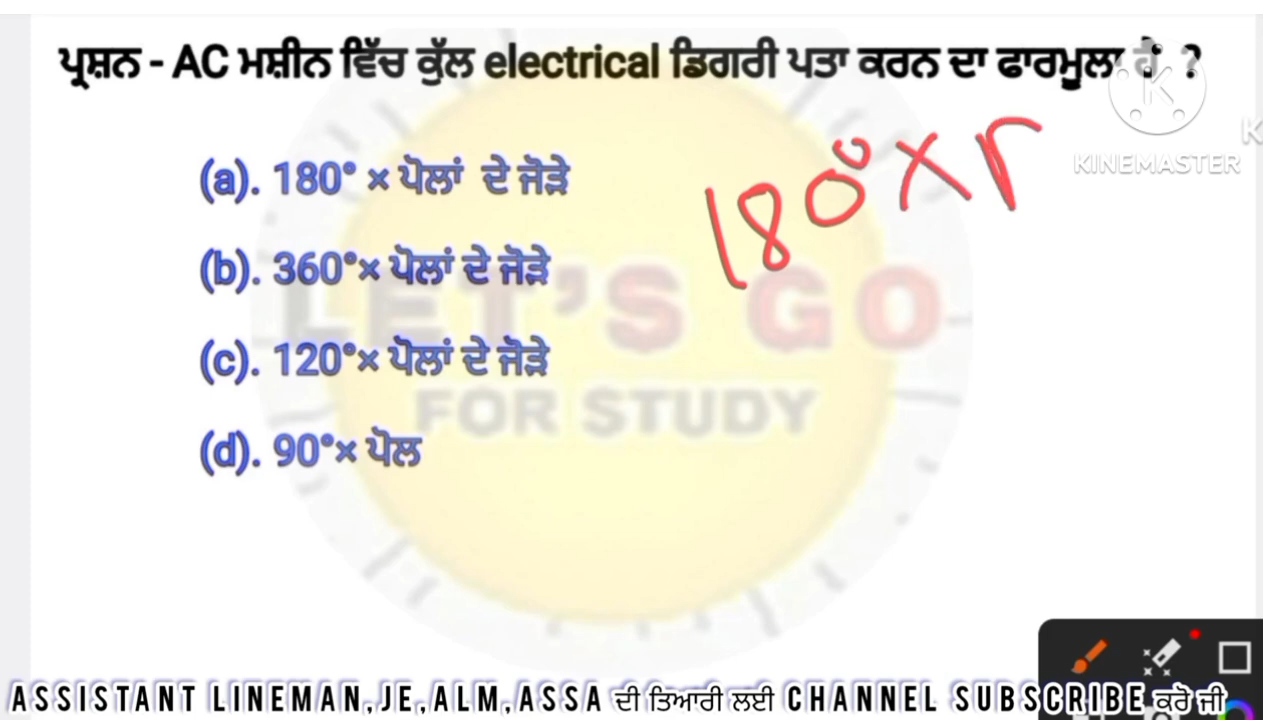 ਪ੍ਰਸ਼ਨ - AC ਮਸ਼ੀਨ ਵਿੱਚ ਕੁੱਲ electrical ਡਿਗਰੀ ਪਤਾ ਕਰਨ ਦਾ ਫਾਰਮੂਲਾ ਹੈ ?
KINEMASTER
(a). 180° × ਪੋਲਾਂ ਦੇ ਜੋੜੇ
180° ×
(b). 360°× ਪੋਲਾਂ ਦੇ ਜੋੜੇ
LET'S GO
(c). 120°× ਪੋਲਾਂ ਦੇ ਜੋੜੇ
FOR STUDY
(d). 90°× ਪੋਲ
ASSISTANT LINEMAN,JE,ALM,ASSA ਦੀ ਤਿਆਰੀ ਲਈ CHANNEL SUBSCRIBE ਕਰੋ ਜੀ